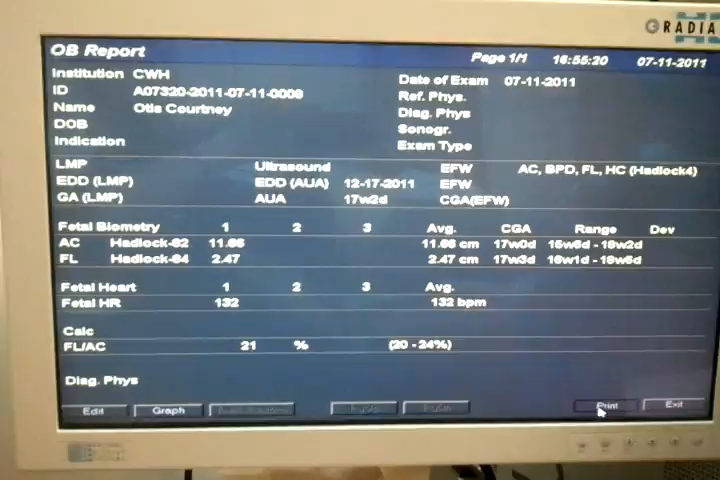 RADIA
OB Report
Page 1/1 16:55:20 07-11-2011
Institution CWH
Date of Exam 07-11-2011
ID A07320-2011-07-11-0009
Ref. Phys.
Name Otis Courtney
Diag. Phys
DOB
Sonogr.
Indication
Exam Type
LMP Ultrasound EFW AC, BPD, FL, HC (Hadlock4)
EDD (LMP) EDD (AUA) 12-17-2011 EFW
GA (LMP) AUA 17w2d CGA(EFW)
Fetal Biometry 1 2 3 Avg. CGA Range Dev
AC Hadlock-82 11.66 11.66 cm 17w0d 15w5d - 18w2d
FL Hadlock-84 2.47 2.47 cm 17w3d 16w1d - 18w5d
Fetal Heart 1 2 3 Avg.
Fetal HR 132 132 bpm
Calc
FL/AC 21 % (20 - 24%)
Diag. Phys
Edit Graph Print Exit